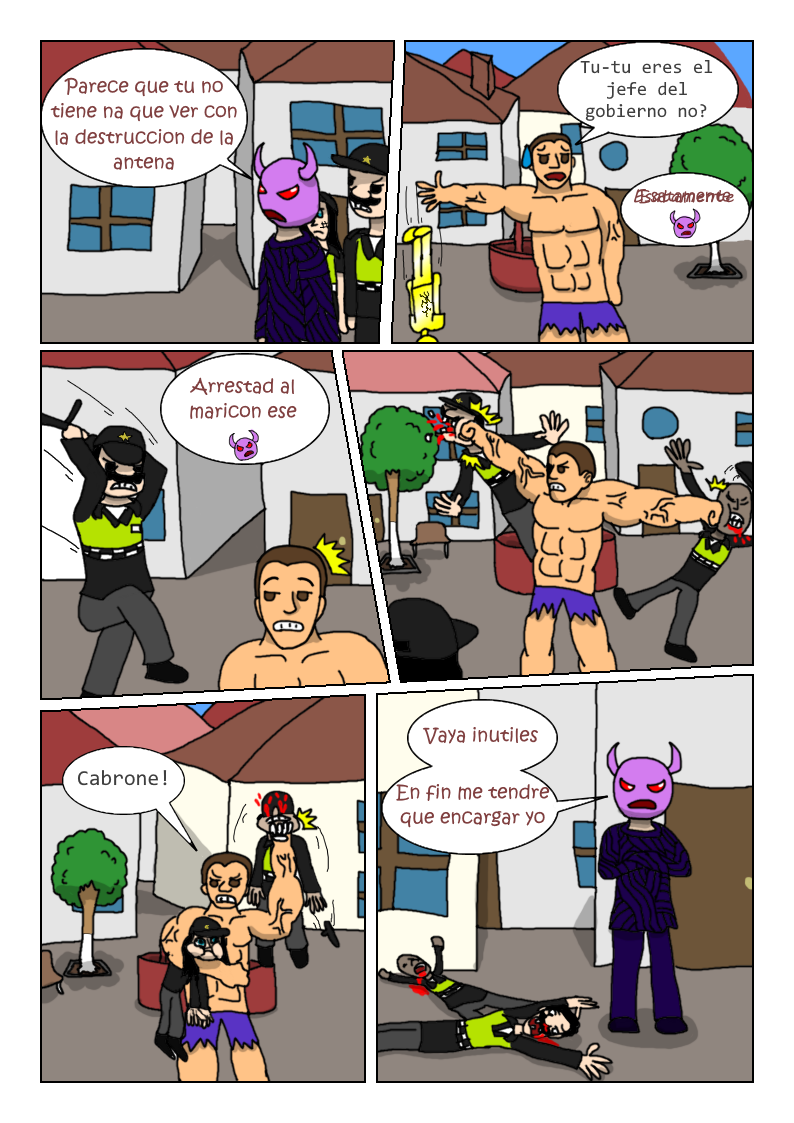 Parece que tu no
tiene na que ver con
la destruccion de la
antena
Tu-tu eres el
jefe del
gobierno no?
Arrestad al
maricon ese
Cabrone!
Vaya inutiles
En fin me tendre
que encargar yo